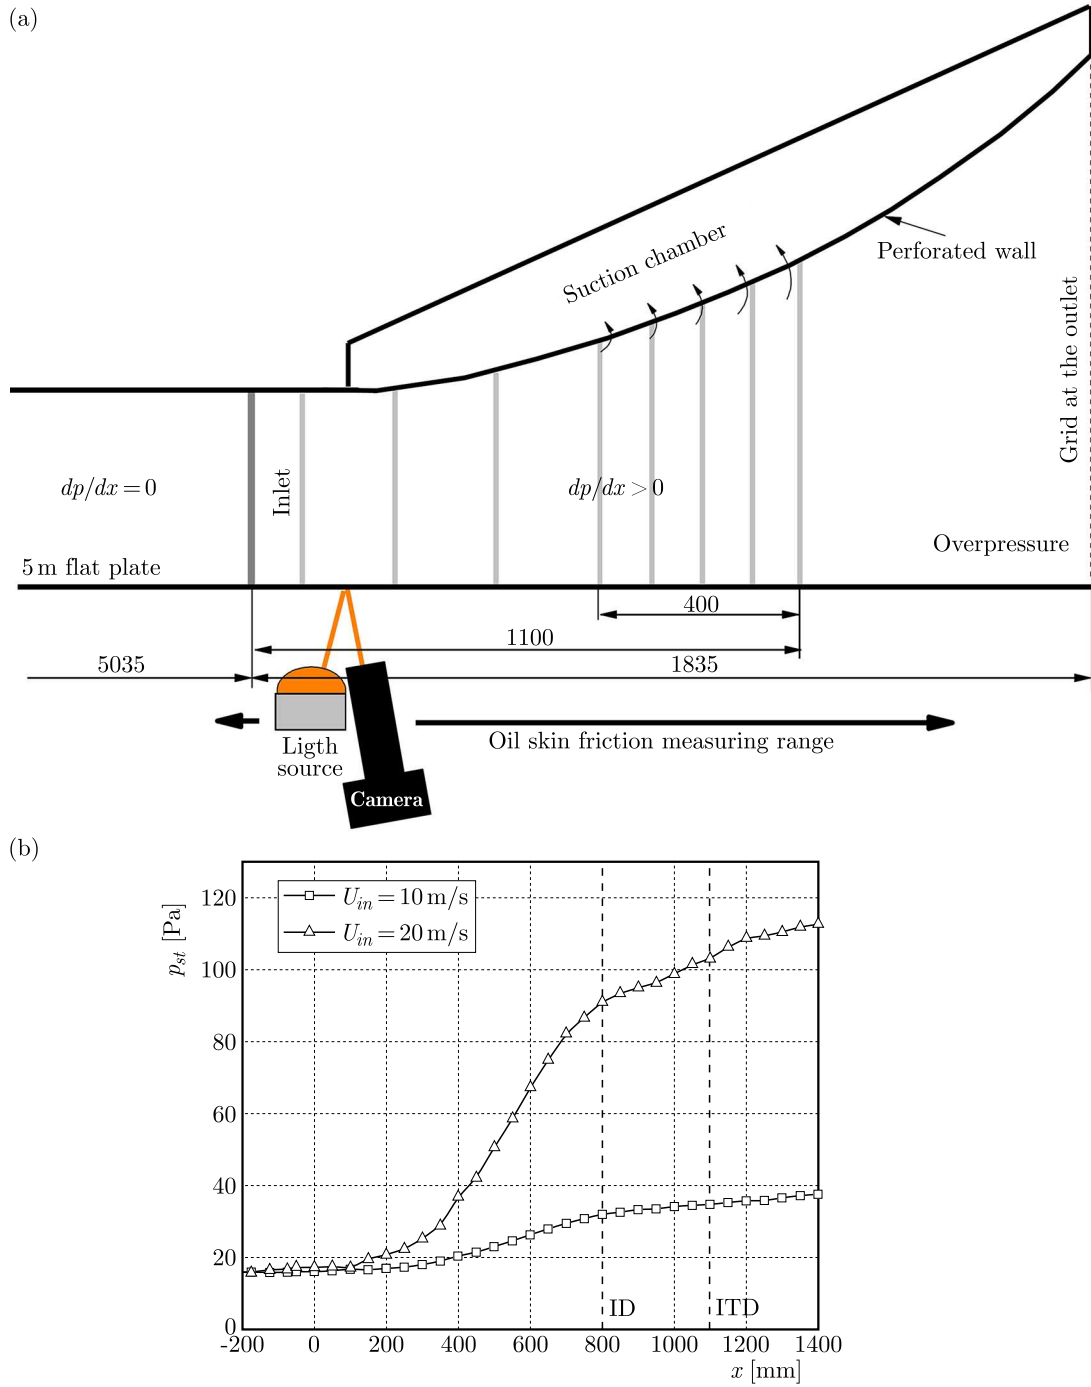 (a)
Suction chamber
Perforated wall
Grid at the outlet
dp/dx = 0
Inlet
dp/dx > 0
Overpressure
5 m flat plate
400
1100
5035
1835
Oil skin friction measuring range
Ligth
source
Camera
(b)
p_st [Pa]
120
100
80
60
40
20
0
U_in = 10 m/s
U_in = 20 m/s
ID
ITD
-200 0 200 400 600 800 1000 1200 1400
x [mm]